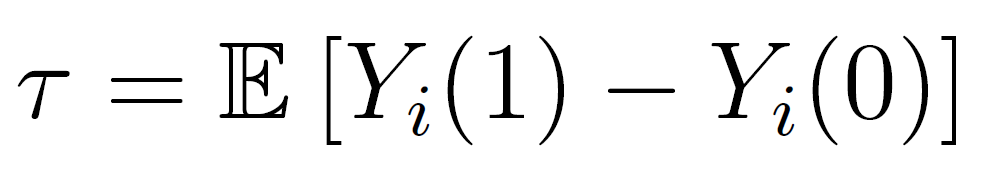 τ = 𝔼 [Yᵢ(1) − Yᵢ(0)]